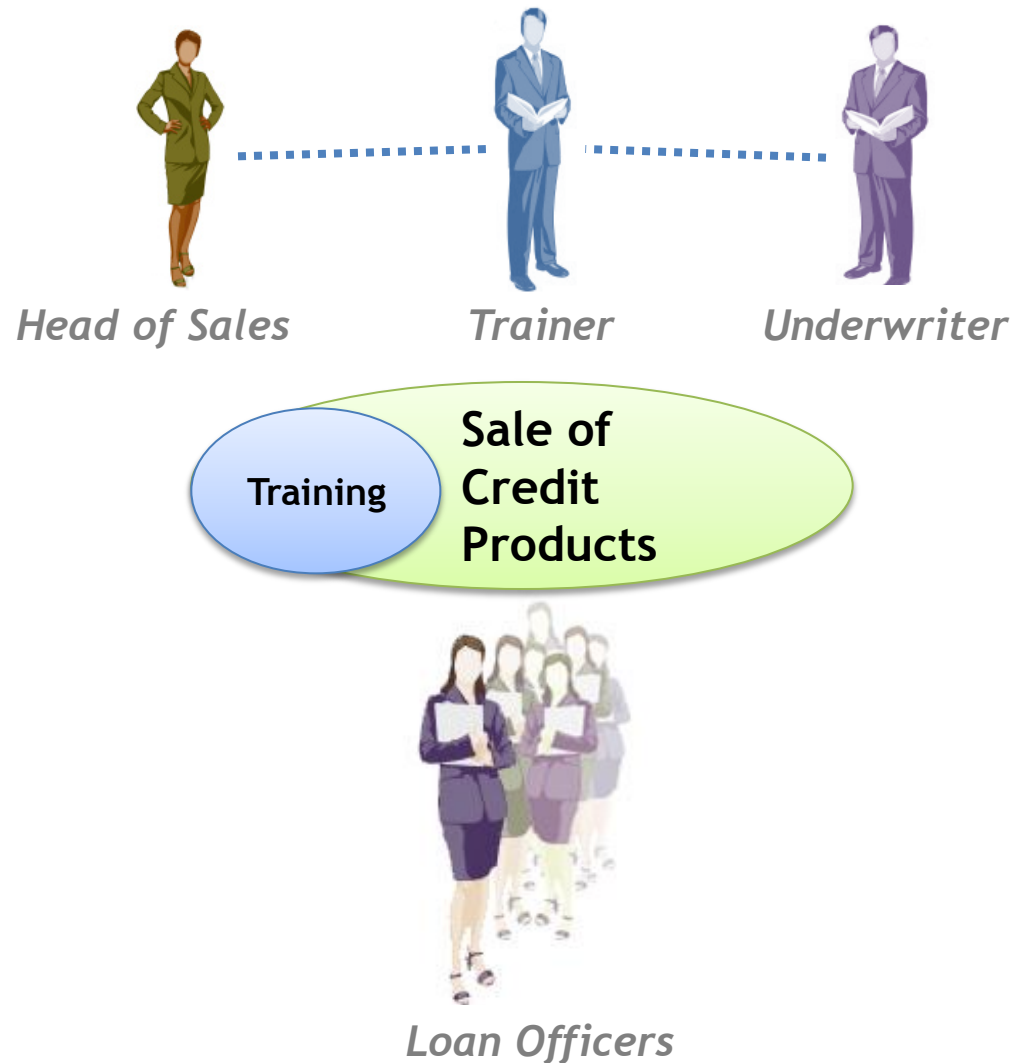 Head of Sales
Trainer
Underwriter
Training
Sale of
Credit
Products
Loan Officers